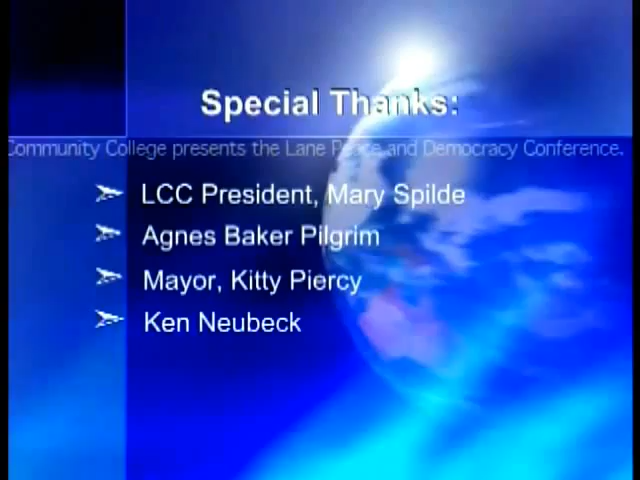 Special Thanks:
Community College presents the Lane Peace and Democracy Conference.
LCC President, Mary Spilde
Agnes Baker Pilgrim
Mayor, Kitty Piercy
Ken Neubeck